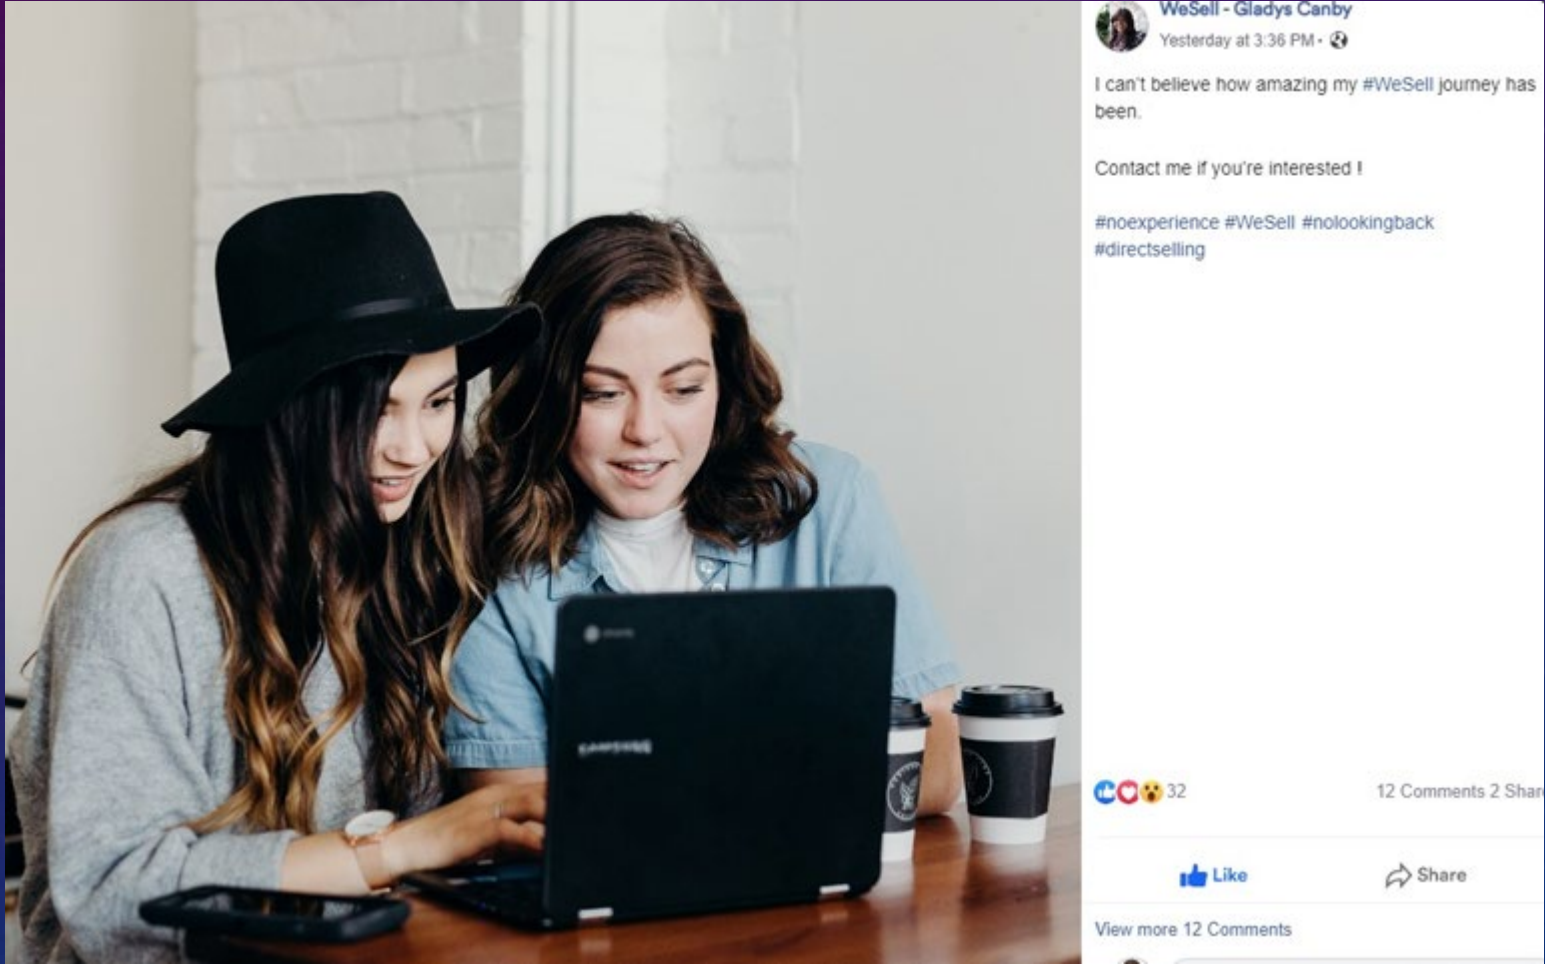 WeSell - Gladys Canby
Yesterday at 3:36 PM ·
I can't believe how amazing my #WeSell journey has
been.
Contact me if you're interested !
#noexperience #WeSell #nolookingback
#directselling
32
12 Comments 2 Shar
Like
Share
View more 12 Comments
SAMSUNG